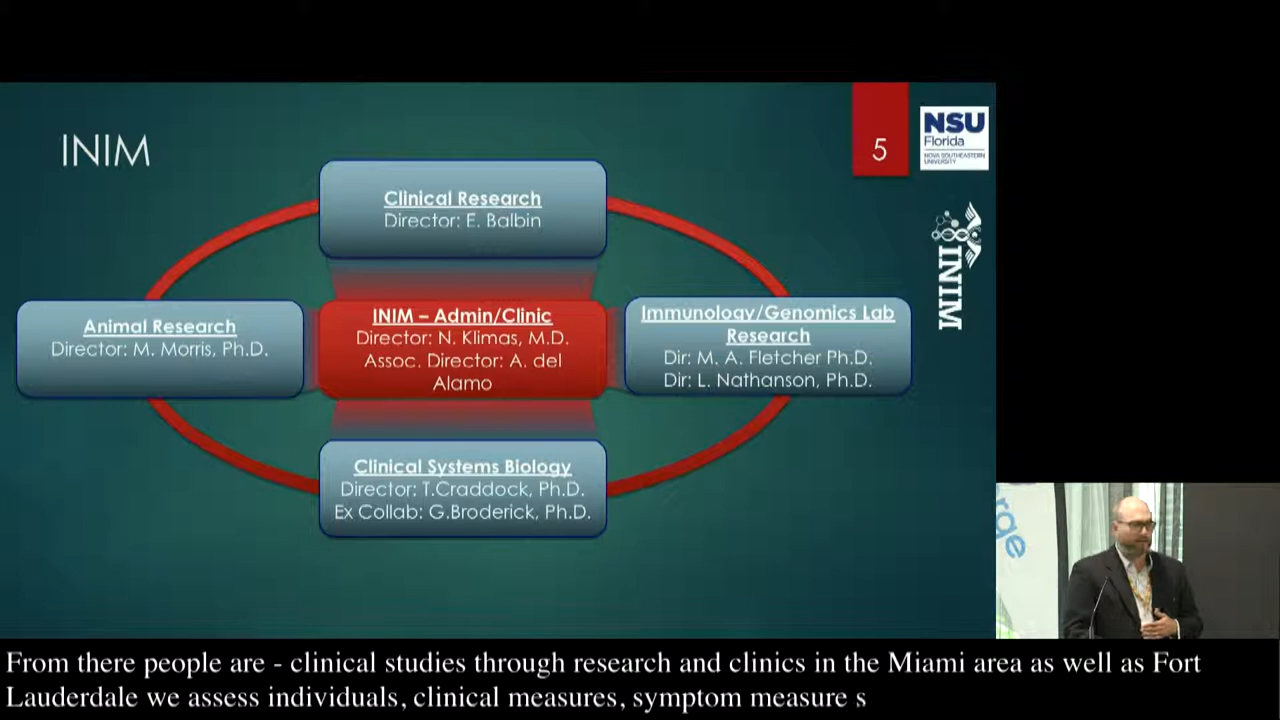 INIM
5
NSU
Florida
NOVA SOUTHEASTERN
UNIVERSITY
INIM
Clinical Research
Director: E. Balbin
Animal Research
Director: M. Morris, Ph.D.
INIM – Admin/Clinic
Director: N. Klimas, M.D.
Assoc. Director: A. del
Alamo
Immunology/Genomics Lab
Research
Dir: M. A. Fletcher Ph.D.
Dir: L. Nathanson, Ph.D.
Clinical Systems Biology
Director: T.Craddock, Ph.D.
Ex Collab: G.Broderick, Ph.D.
From there people are - clinical studies through research and clinics in the Miami area as well as Fort
Lauderdale we assess individuals, clinical measures, symptom measure s